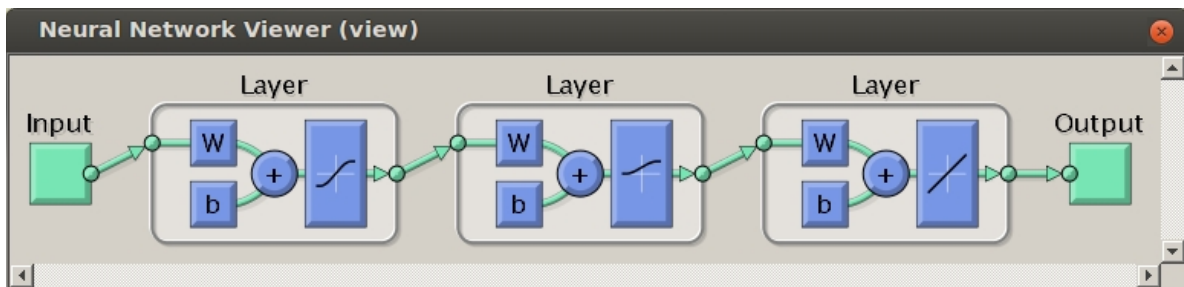 Neural Network Viewer (view)
Layer
Layer
Layer
Input
Output
W
b
+
W
b
+
W
b
+